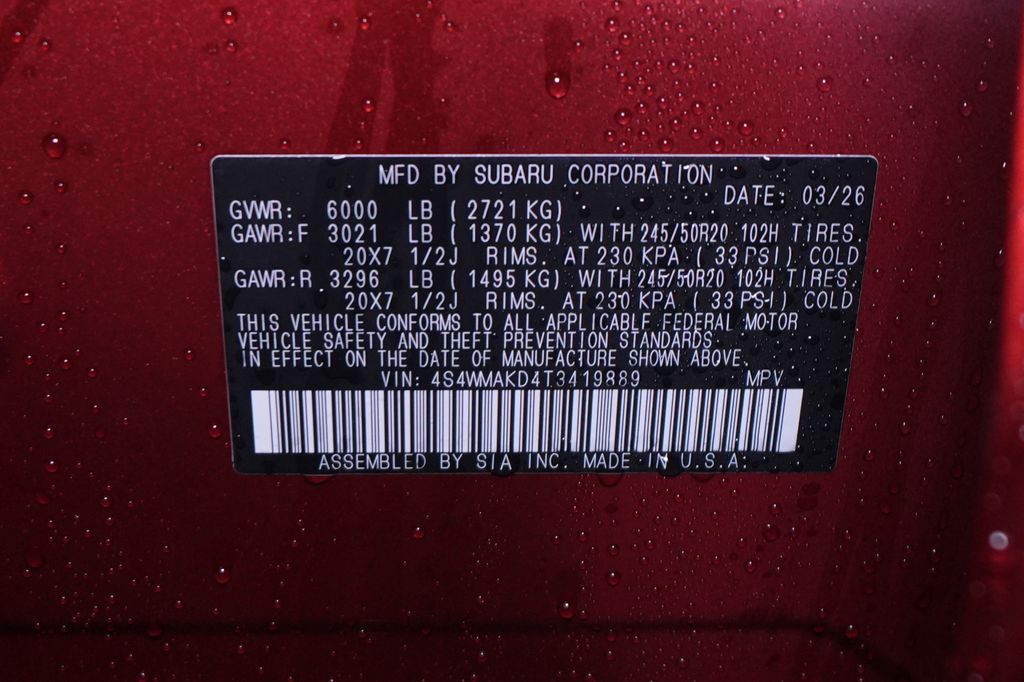 MFD BY SUBARU CORPORATION
DATE: 03/26
GVWR: 6000 LB ( 2721 KG)
GAWR:F 3021 LB ( 1370 KG) WITH 245/50R20 102H TIRES,
20X7 1/2J RIMS. AT 230 KPA ( 33 PSI) COLD
GAWR:R 3296 LB ( 1495 KG) WITH 245/50R20 102H TIRES,
20X7 1/2J RIMS. AT 230 KPA ( 33 PSI) COLD
THIS VEHICLE CONFORMS TO ALL APPLICABLE FEDERAL MOTOR
VEHICLE SAFETY AND THEFT PREVENTION STANDARDS
IN EFFECT ON THE DATE OF MANUFACTURE SHOWN ABOVE.
VIN: 4S4WMAKD4T3419889 MPV
ASSEMBLED BY SIA INC. MADE IN U.S.A.